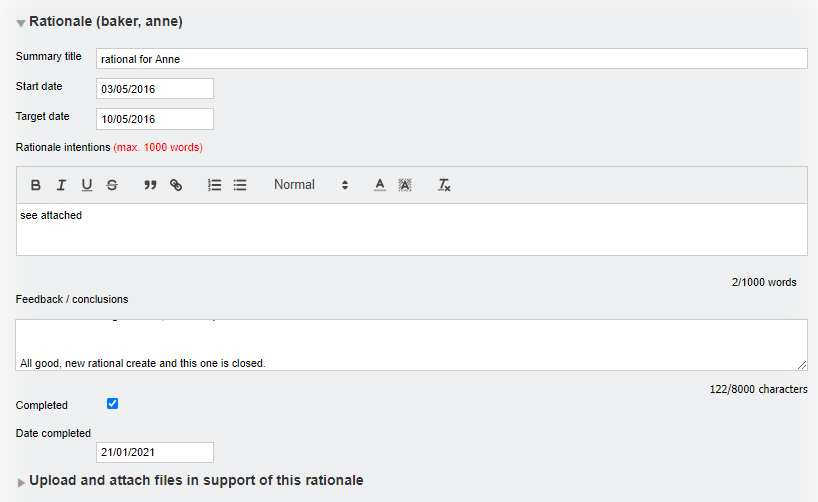 Rationale (baker, anne)
Summary title
rational for Anne
Start date
03/05/2016
Target date
10/05/2016
Rationale intentions (max. 1000 words)
B I U S Normal A A Tx
see attached
2/1000 words
Feedback / conclusions
All good, new rational create and this one is closed.
122/8000 characters
Completed
Date completed
21/01/2021
Upload and attach files in support of this rationale